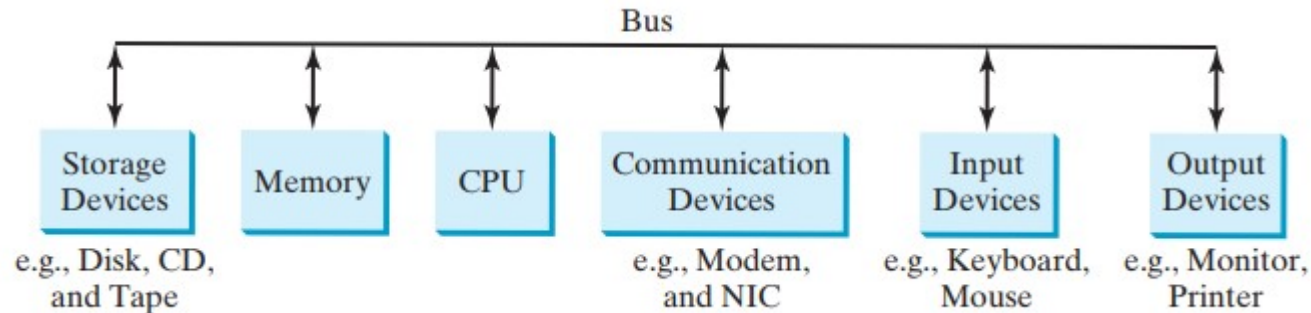 Bus
Storage
Devices
Memory
CPU
Communication
Devices
Input
Devices
Output
Devices
e.g., Disk, CD,
and Tape
e.g., Modem,
and NIC
e.g., Keyboard,
Mouse
e.g., Monitor,
Printer